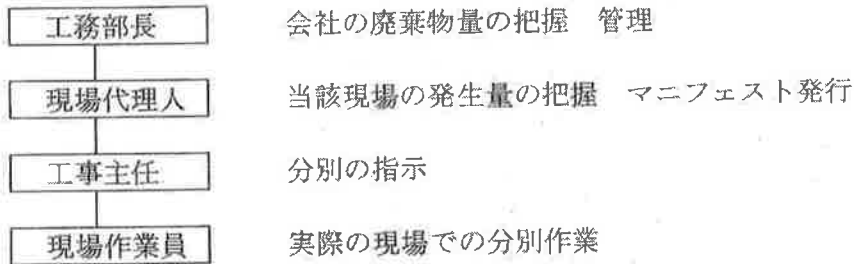 工務部長 会社の廃棄物量の把握 管理
現場代理人 当該現場の発生量の把握 マニフェスト発行
工事主任 分別の指示
現場作業員 実際の現場での分別作業